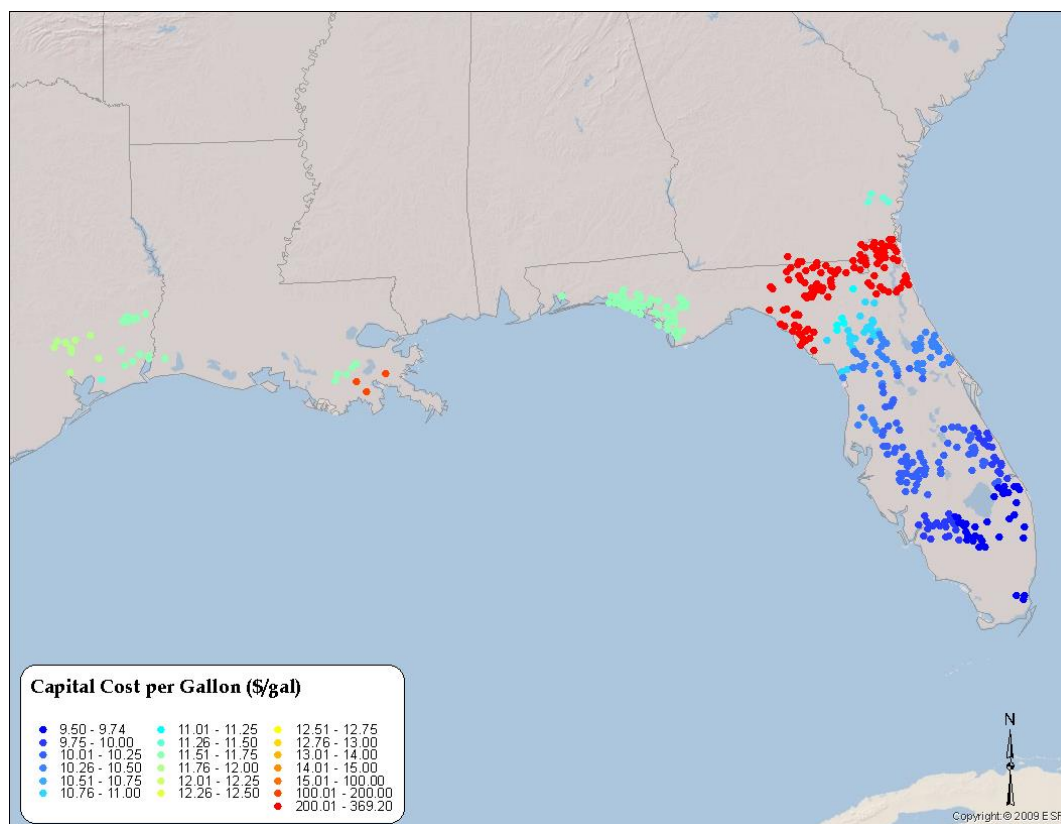 Capital Cost per Gallon ($/gal)
9.50 - 9.74
9.75 - 10.00
10.01 - 10.25
10.26 - 10.50
10.51 - 10.75
10.76 - 11.00
11.01 - 11.25
11.26 - 11.50
11.51 - 11.75
11.76 - 12.00
12.01 - 12.25
12.26 - 12.50
12.51 - 12.75
12.76 - 13.00
13.01 - 14.00
14.01 - 15.00
15.01 - 100.00
100.01 - 200.00
200.01 - 369.20
N
Copyright:© 2009 ESR